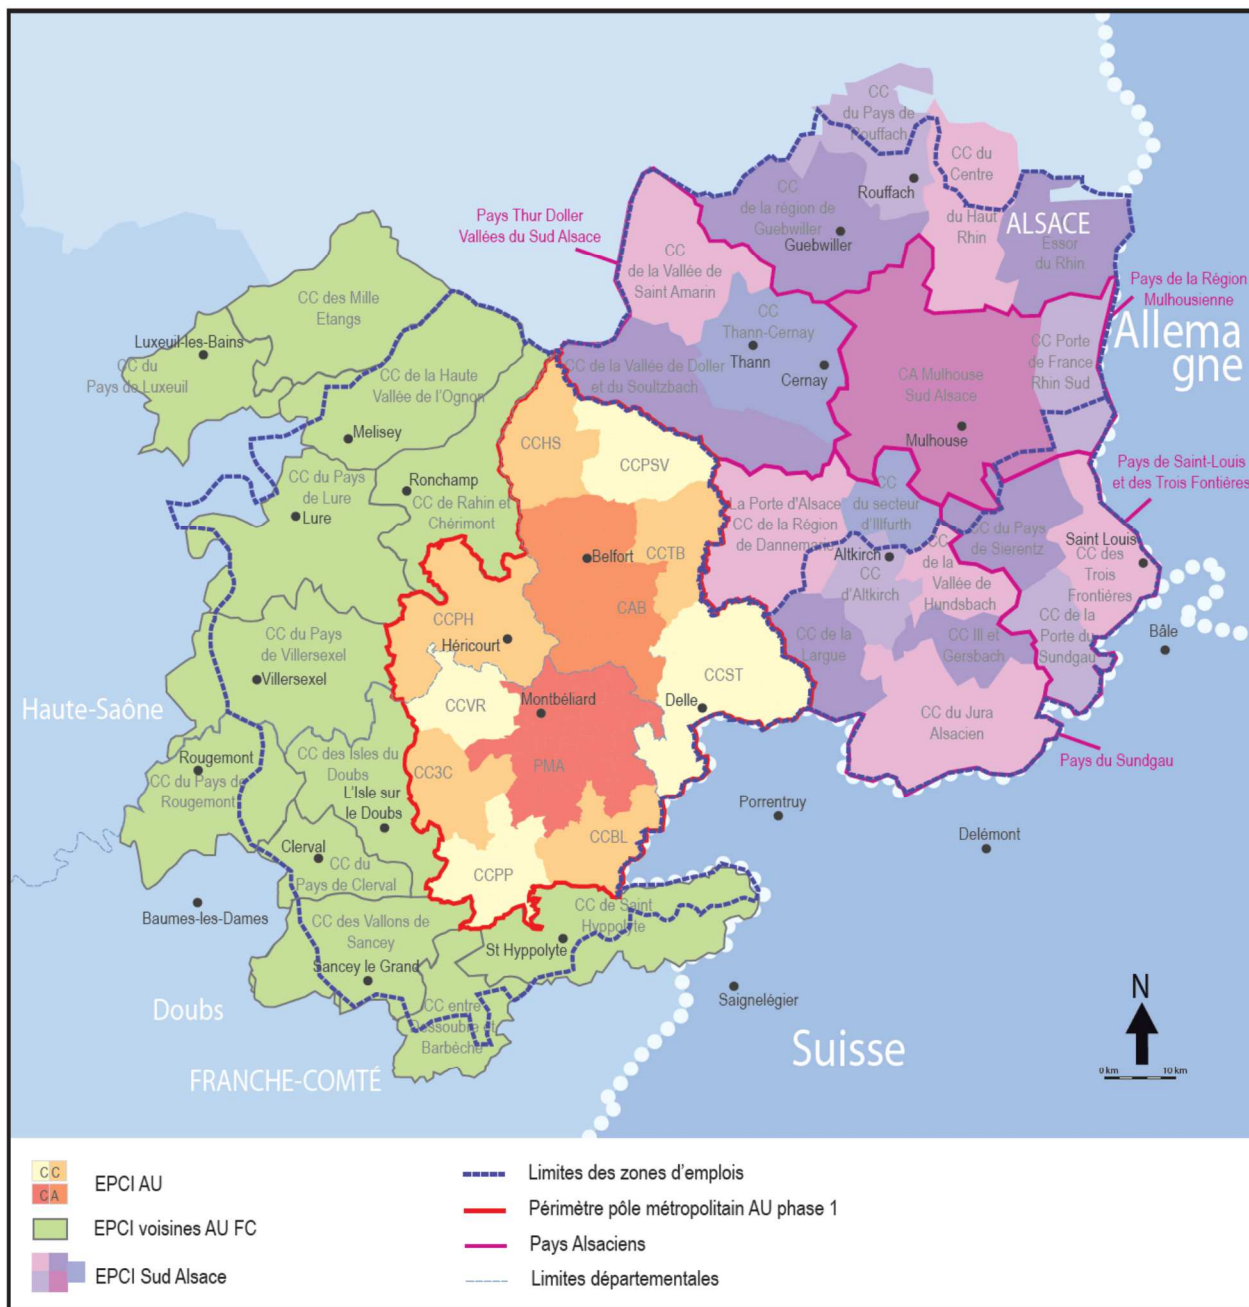 CC
du Pays de
Rouffach
CC du
Centre
du Haut
Rhin
Rouffach
ALSACE
Essor
du Rhin
CC
de la région de
Guebwiller
Guebwiller
Pays Thur Doller
Vallées du Sud Alsace
CC
de la Vallée de
Saint Amarin
Pays de la Région
Mulhousienne
Allema
gne
CC des Mille
Etangs
Luxeuil-les-Bains
CC du
Pays de Luxeuil
CC
Thann-Cernay
Thann
Cernay
CC Porte
de France
Rhin Sud
CC de la Vallée de Doller
et du Soultzbach
CA Mulhouse
Sud Alsace
Mulhouse
CC de la Haute
Vallée de l'Ognon
Melisey
CCHS
CCPSV
Pays de Saint-Louis
et des Trois Fontières
CC du Pays
de Lure
Lure
Ronchamp
CC de Rahin et
Chérimont
La Porte d'Alsace
CC de la Région
de Dannemarie
CC
du secteur
d'Illfurth
CC du Pays
de Sierentz
Saint Louis
CC des
Trois
Frontières
Belfort
CCTB
CAB
Altkirch
CC
d'Altkirch
CC
de la
Vallée de
Hundsbach
CCPH
Héricourt
CC du Pays
de Villersexel
Villersexel
CC de la
Largue
CC Ill et
Gersbach
CC de la
Porte du
Sundgau
Bâle
CCST
Delle
CCVR
Montbéliard
Haute-Saône
CC du Jura
Alsacien
Pays du Sundgau
Rougemont
CC du Pays de
Rougemont
CC des Isles du
Doubs
L'Isle sur
le Doubs
CC3C
PMA
Porrentruy
Delémont
Clerval
CC du
Pays de Clerval
CCBL
CCPP
Baumes-les-Dames
CC des Vallons de
Sancey
Sancey le Grand
CC de Saint
Hyppolyte
St Hyppolyte
Saignelégier
Doubs
CC entre
Dessoubre et
Barbèche
Suisse
FRANCHE-COMTÉ
N
0 km 10 km
C C
C A
EPCI AU
EPCI voisines AU FC
EPCI Sud Alsace
Limites des zones d'emplois
Périmètre pôle métropolitain AU phase 1
Pays Alsaciens
Limites départementales